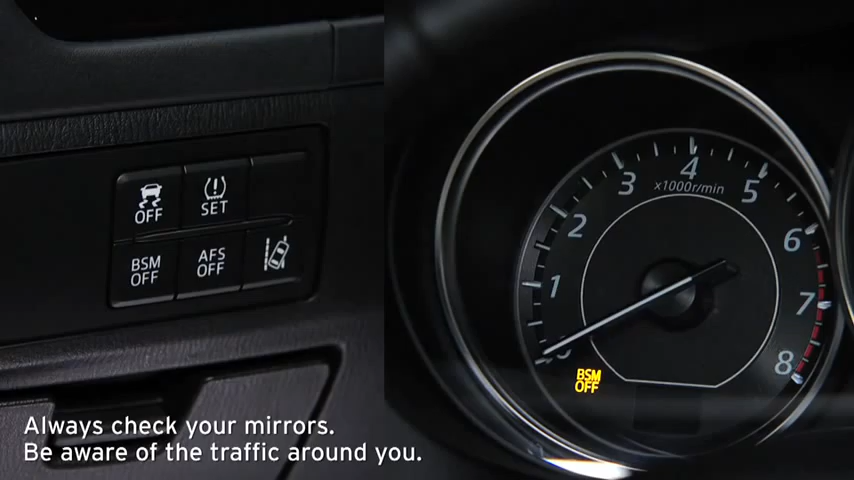 OFF
SET
BSM
OFF
AFS
OFF
4
3
5
x1000r/min
2
6
1
7
0
8
BSM
OFF
Always check your mirrors.
Be aware of the traffic around you.